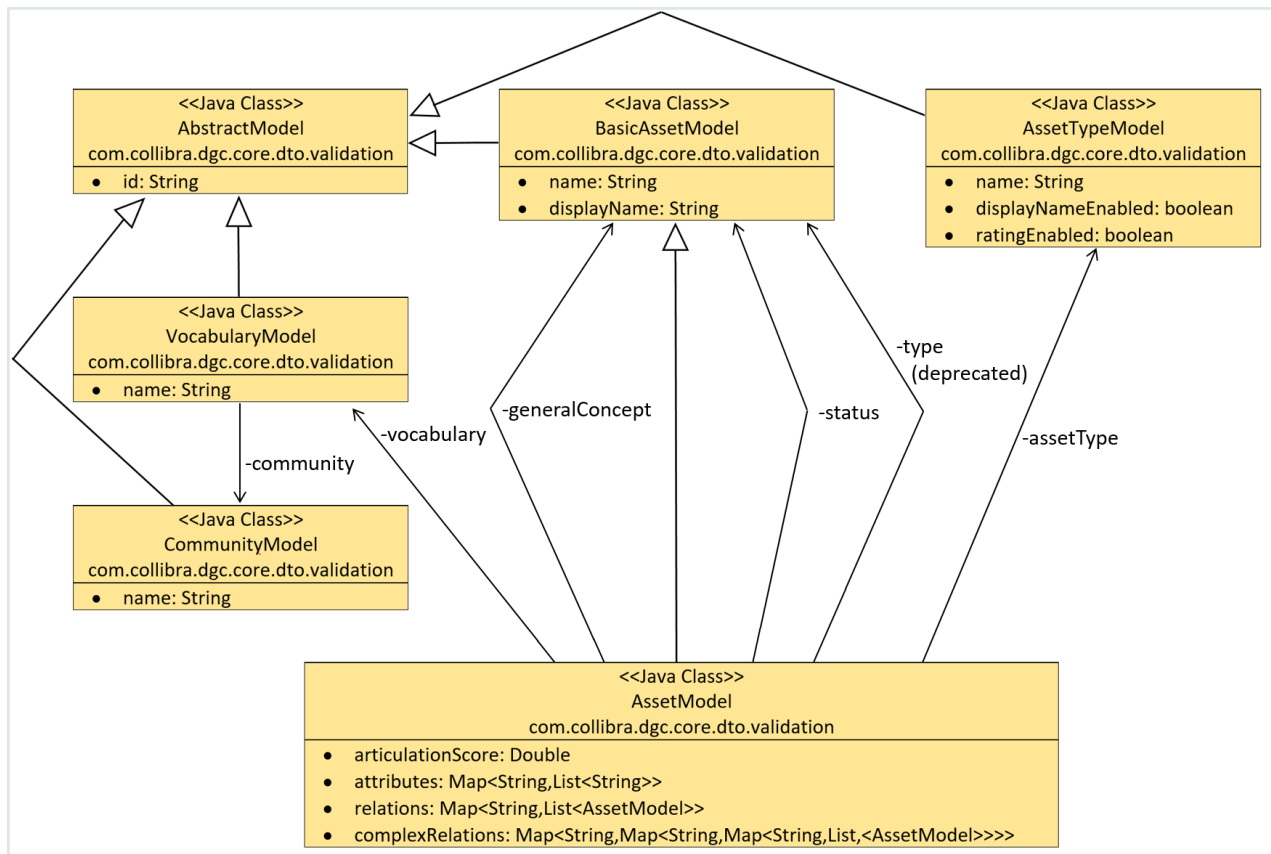 <<Java Class>>
AbstractModel
com.collibra.dgc.core.dto.validation
• id: String
<<Java Class>>
BasicAssetModel
com.collibra.dgc.core.dto.validation
• name: String
• displayName: String
<<Java Class>>
AssetTypeModel
com.collibra.dgc.core.dto.validation
• name: String
• displayNameEnabled: boolean
• ratingEnabled: boolean
<<Java Class>>
VocabularyModel
com.collibra.dgc.core.dto.validation
• name: String
-community
<<Java Class>>
CommunityModel
com.collibra.dgc.core.dto.validation
• name: String
-vocabulary
-generalConcept
-status
-type
(deprecated)
-assetType
<<Java Class>>
AssetModel
com.collibra.dgc.core.dto.validation
• articulationScore: Double
• attributes: Map<String,List<String>>
• relations: Map<String,List<AssetModel>>
• complexRelations: Map<String,Map<String,Map<String,List,<AssetModel>>>>